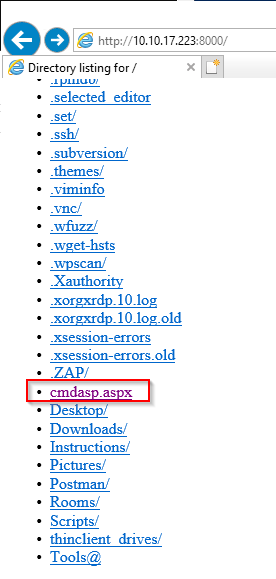 http://10.10.17.223:8000/
Directory listing for /
.rpmdb/
.selected_editor
.set/
.ssh/
.subversion/
.themes/
.viminfo
.vnc/
.wfuzz/
.wget-hsts
.wpscan/
.Xauthority
.xorgxrdp.10.log
.xorgxrdp.10.log.old
.xsession-errors
.xsession-errors.old
.ZAP/
cmdasp.aspx
Desktop/
Downloads/
Instructions/
Pictures/
Postman/
Rooms/
Scripts/
thinclient_drives/
Tools@